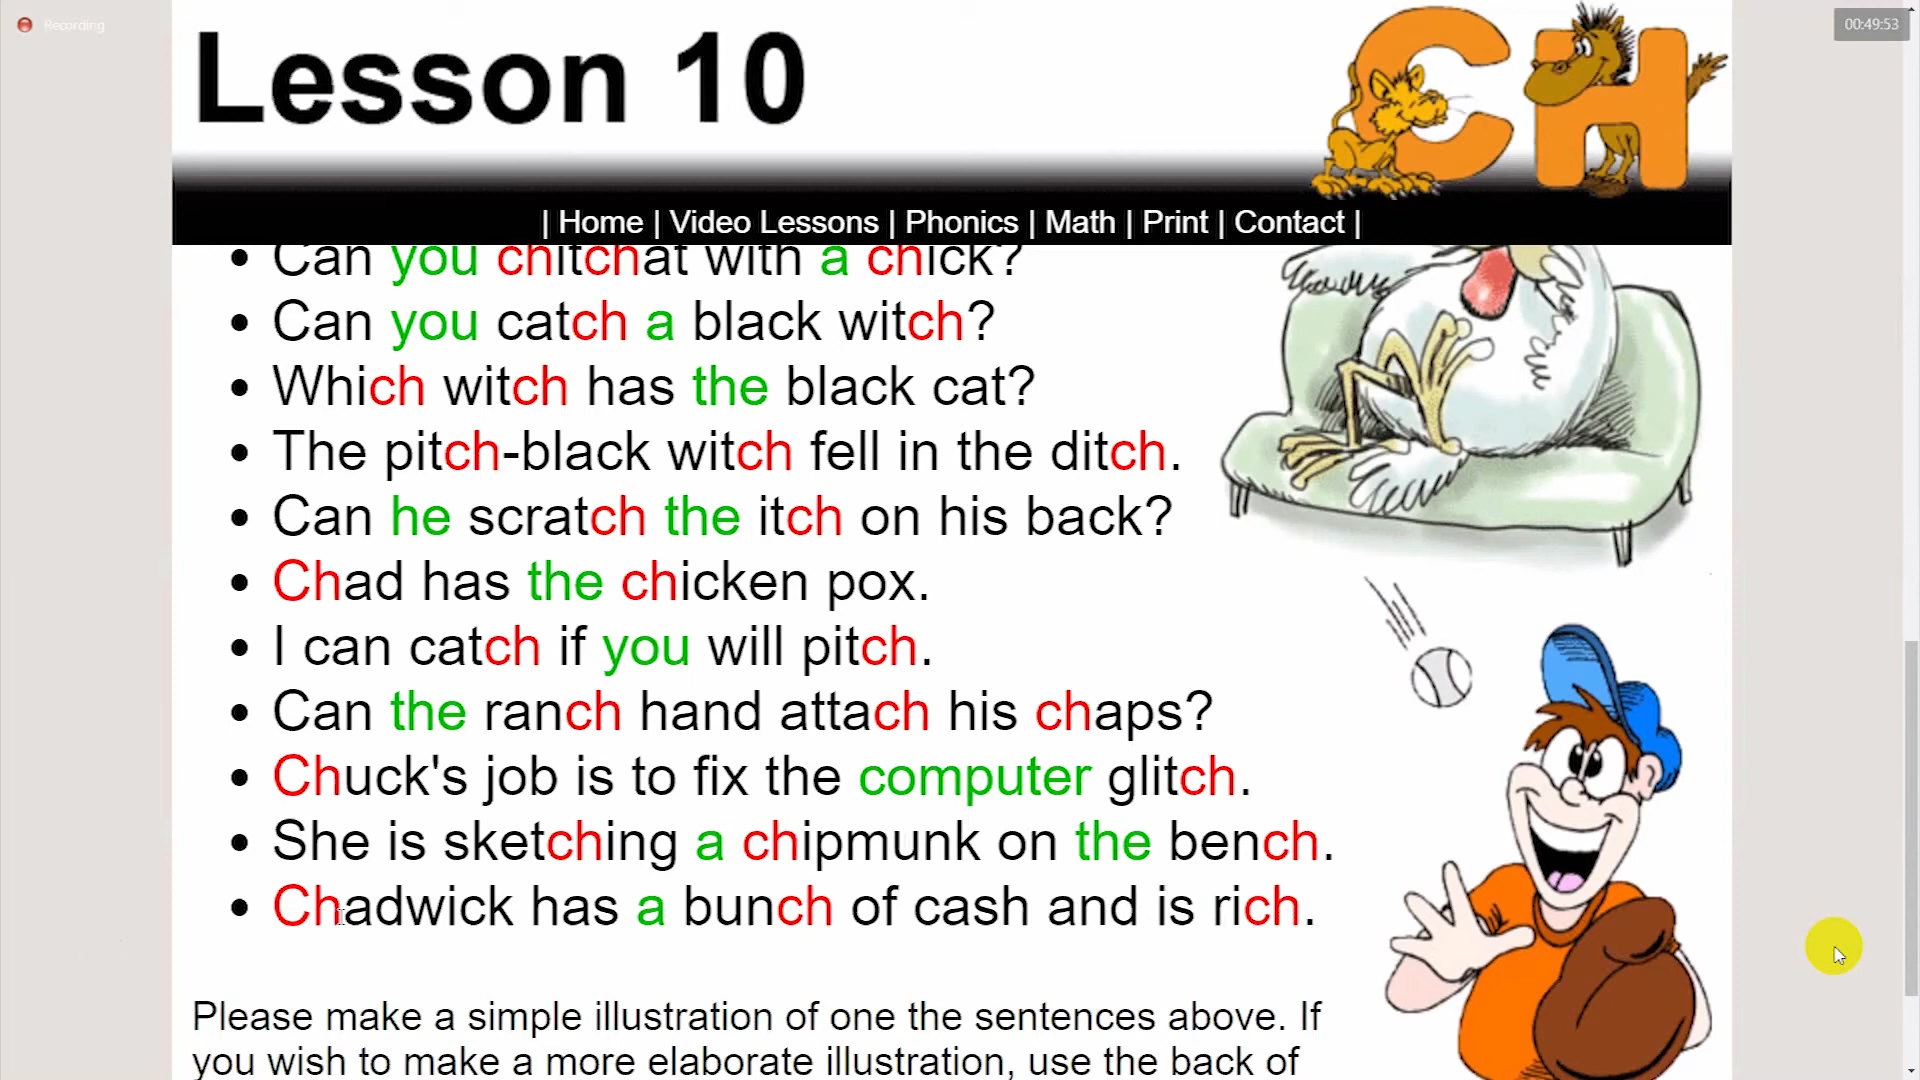 Recording
00:49:53
Lesson 10
CH
| Home | Video Lessons | Phonics | Math | Print | Contact |
• Can you chitchat with a chick?
• Can you catch a black witch?
• Which witch has the black cat?
• The pitch-black witch fell in the ditch.
• Can he scratch the itch on his back?
• Chad has the chicken pox.
• I can catch if you will pitch.
• Can the ranch hand attach his chaps?
• Chuck's job is to fix the computer glitch.
• She is sketching a chipmunk on the bench.
• Chadwick has a bunch of cash and is rich.
Please make a simple illustration of one the sentences above. If
you wish to make a more elaborate illustration, use the back of